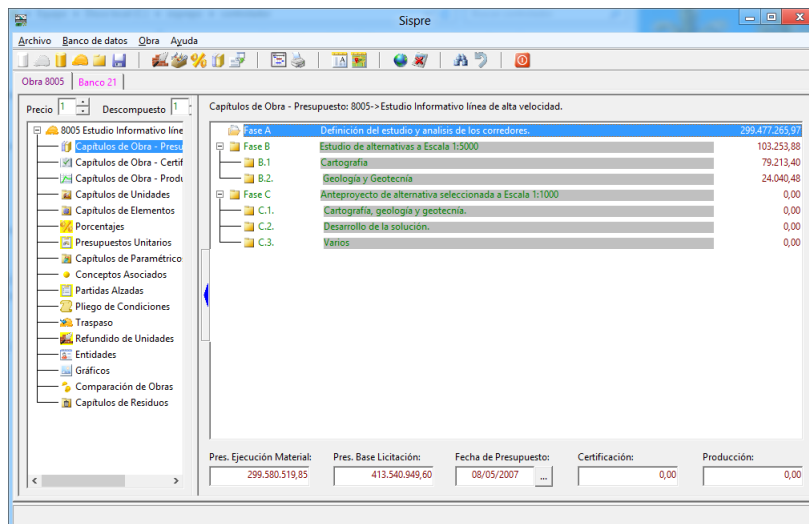 Sispre
Archivo Banco de datos Obra Ayuda
Obra 8005 Banco 21
Precio 1 Descompuesto 1
8005 Estudio Informativo líne
Capítulos de Obra - Presu
Capítulos de Obra - Certif
Capítulos de Obra - Produ
Capítulos de Unidades
Capítulos de Elementos
Porcentajes
Presupuestos Unitarios
Capítulos de Paramétrico
Conceptos Asociados
Partidas Alzadas
Pliego de Condiciones
Traspaso
Refundido de Unidades
Entidades
Gráficos
Comparación de Obras
Capítulos de Residuos
Capítulos de Obra - Presupuesto: 8005->Estudio Informativo línea de alta velocidad.
Fase A Definición del estudio y analisis de los corredores. 299.477.265,97
Fase B Estudio de alternativas a Escala 1:5000 103.253,88
B.1 Cartografia 79.213,40
B.2. Geología y Geotecnía 24.040,48
Fase C Anteproyecto de alternativa seleccionada a Escala 1:1000 0,00
C.1. Cartografía, geología y geotecnía. 0,00
C.2. Desarrollo de la solución. 0,00
C.3. Varios 0,00
Pres. Ejecución Material: Pres. Base Licitación: Fecha de Presupuesto: Certificación: Producción:
299.580.519,85 413.540.949,60 08/05/2007 ... 0,00 0,00